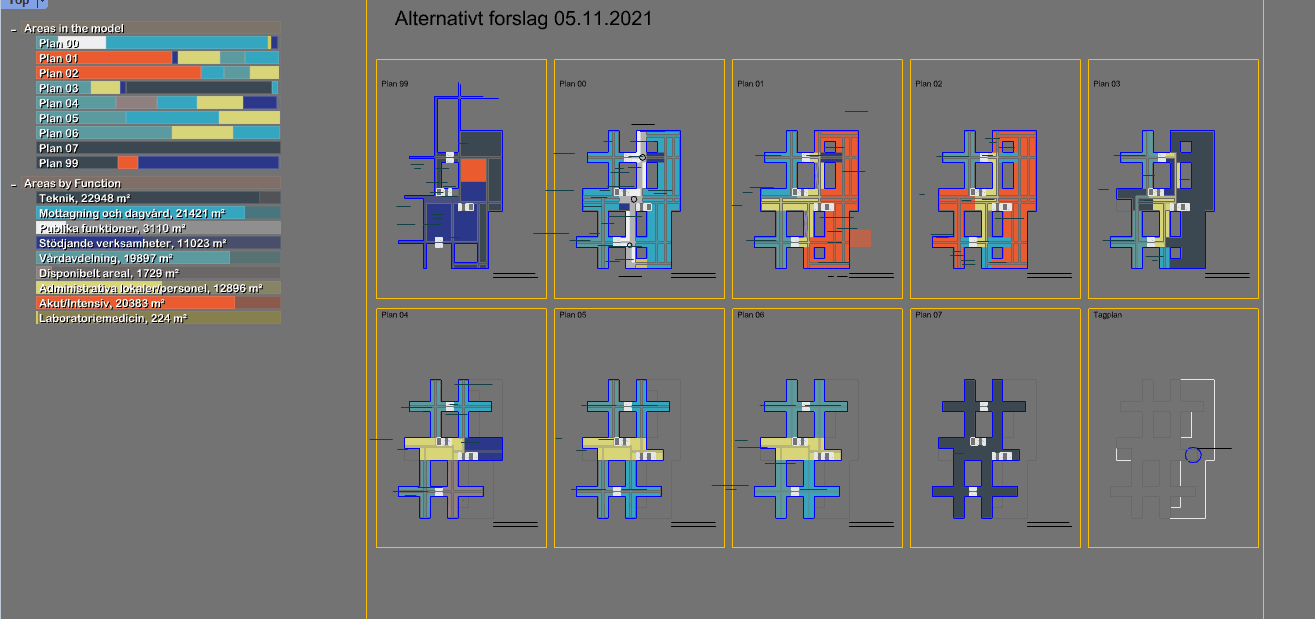 Top
Alternativt forslag 05.11.2021
Areas in the model
Plan 00
Plan 01
Plan 02
Plan 03
Plan 04
Plan 05
Plan 06
Plan 07
Plan 99
Areas by Function
Teknik, 22948 m²
Mottagning och dagvård, 21421 m²
Publika funktioner, 3110 m²
Stödjande verksamheter, 11023 m²
Vårdavdelning, 19897 m²
Disponibelt areal, 1729 m²
Administrativa lokaler/personel, 12896 m²
Akut/Intensiv, 20383 m²
Laboratoriemedicin, 224 m²
Plan 99
Plan 00
Plan 01
Plan 02
Plan 03
Plan 04
Plan 05
Plan 06
Plan 07
Tagplan